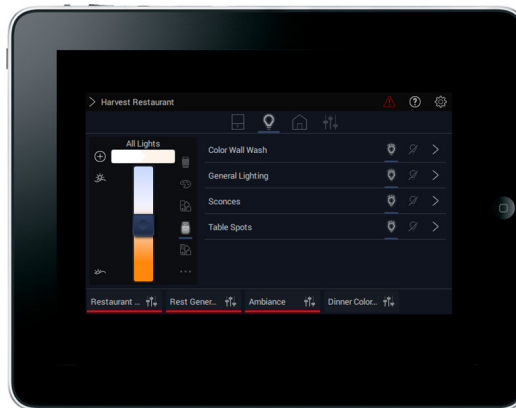 Harvest Restaurant
All Lights
Color Wall Wash
General Lighting
Sconces
Table Spots
Restaurant ...
Rest Gener...
Ambiance
Dinner Color...